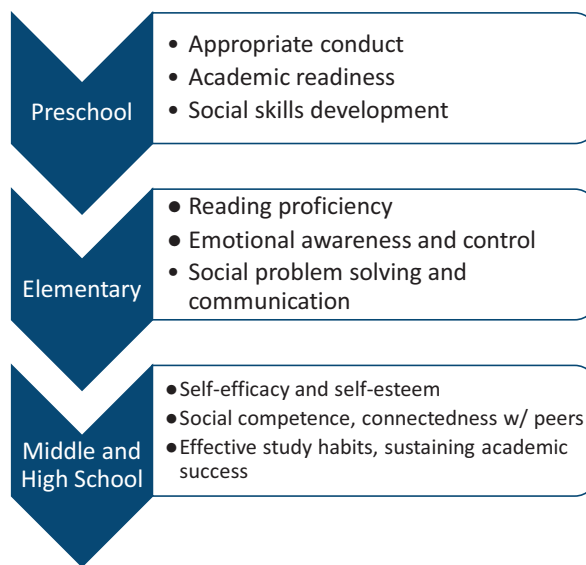 Preschool
• Appropriate conduct
• Academic readiness
• Social skills development
Elementary
● Reading proficiency
● Emotional awareness and control
• Social problem solving and
communication
Middle and
High School
●Self-efficacy and self-esteem
●Social competence, connectedness w/ peers
●Effective study habits, sustaining academic
success